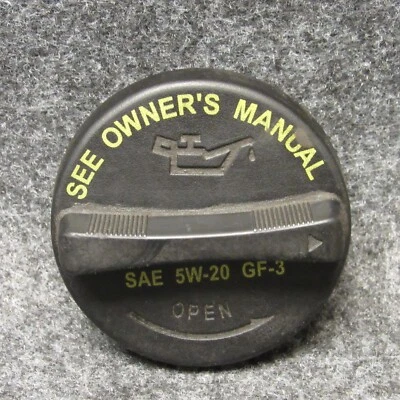 SEE OWNER'S MANUAL
SAE 5W-20 GF-3
OPEN